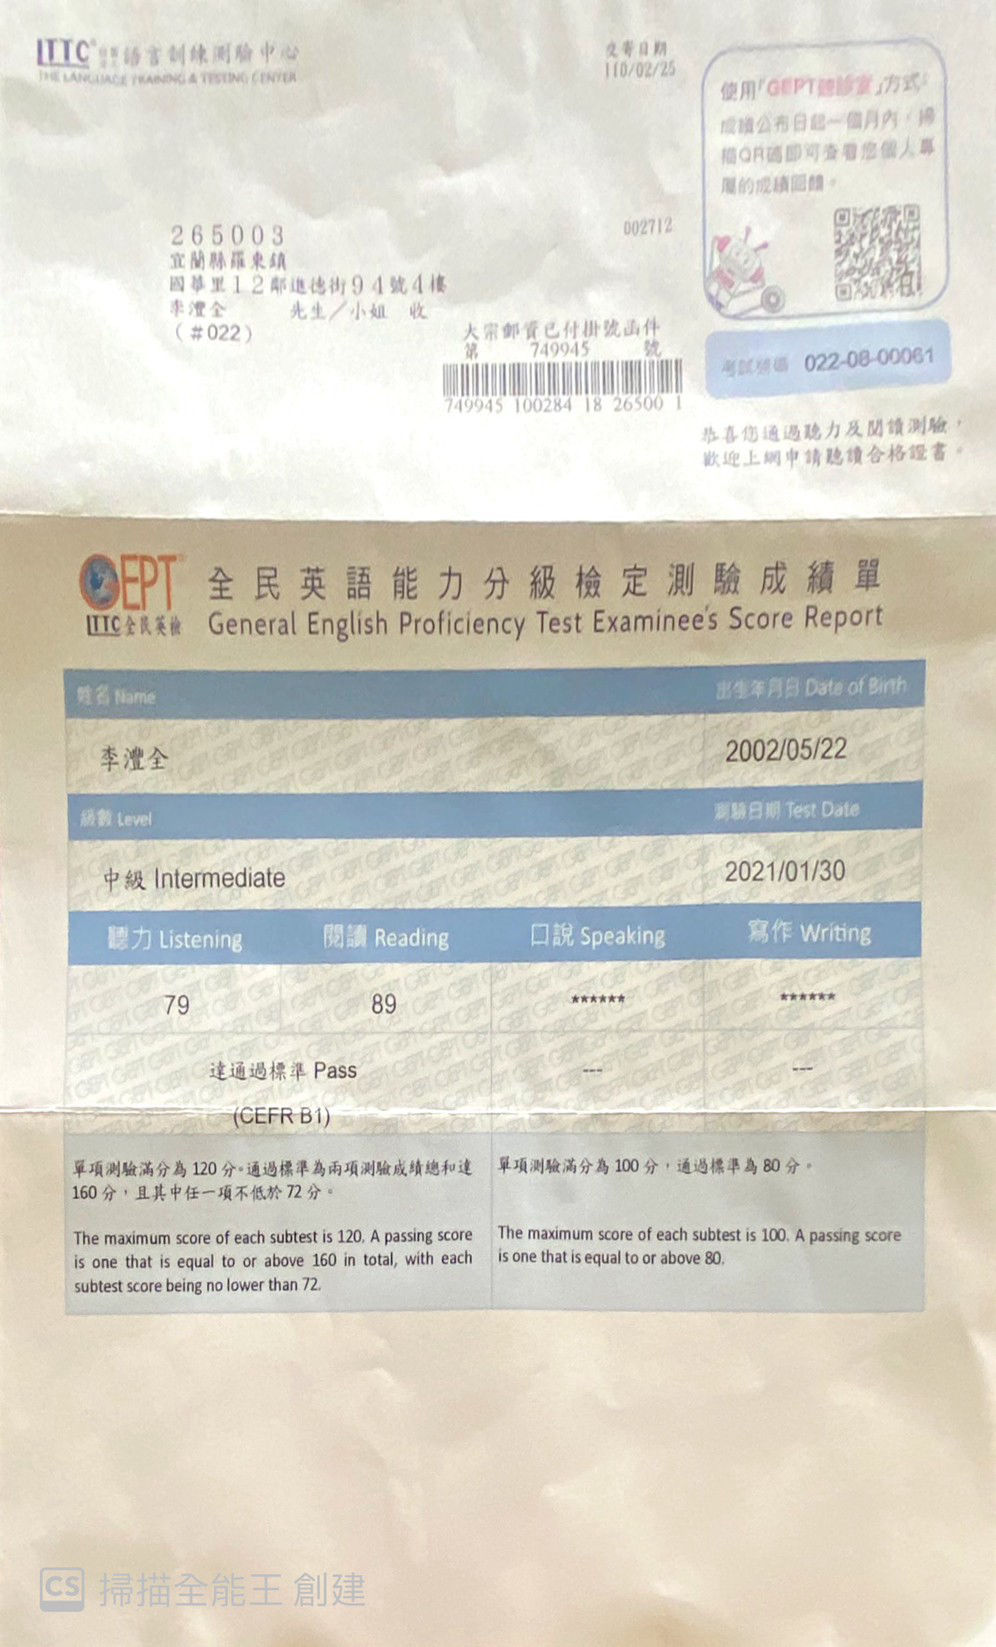 LTTC 財團法人 語言訓練測驗中心
THE LANGUAGE TRAINING & TESTING CENTER
交寄日期
110/02/25
使用「GEPT聽診室」方式:
成績公布日起一個月內,掃
描QR碼即可查看您個人專
屬的成績回饋。
002712
265003
宜蘭縣羅東鎮
國華里12鄰進德街94號4樓
李灃全 先生/小姐 收
(#022)
大宗郵資已付掛號函件
第 749945 號
749945 100284 18 26500 1
考試號碼 022-08-00061
恭喜您通過聽力及閱讀測驗,
歡迎上網申請聽讀合格證書。
GEPT 全民英語能力分級檢定測驗成績單
LTTC全民英檢 General English Proficiency Test Examinee's Score Report
姓名 Name 出生年月日 Date of Birth
李灃全 2002/05/22
級數 Level 測驗日期 Test Date
中級 Intermediate 2021/01/30
聽力 Listening 閱讀 Reading 口說 Speaking 寫作 Writing
79 89 ****** ******
達通過標準 Pass --- ---
(CEFR B1)
單項測驗滿分為 120 分。通過標準為兩項測驗成績總和達
160 分,且其中任一項不低於 72 分。
The maximum score of each subtest is 120. A passing score
is one that is equal to or above 160 in total, with each
subtest score being no lower than 72.
單項測驗滿分為 100 分,通過標準為 80 分。
The maximum score of each subtest is 100. A passing score
is one that is equal to or above 80.
CS 掃描全能王 創建